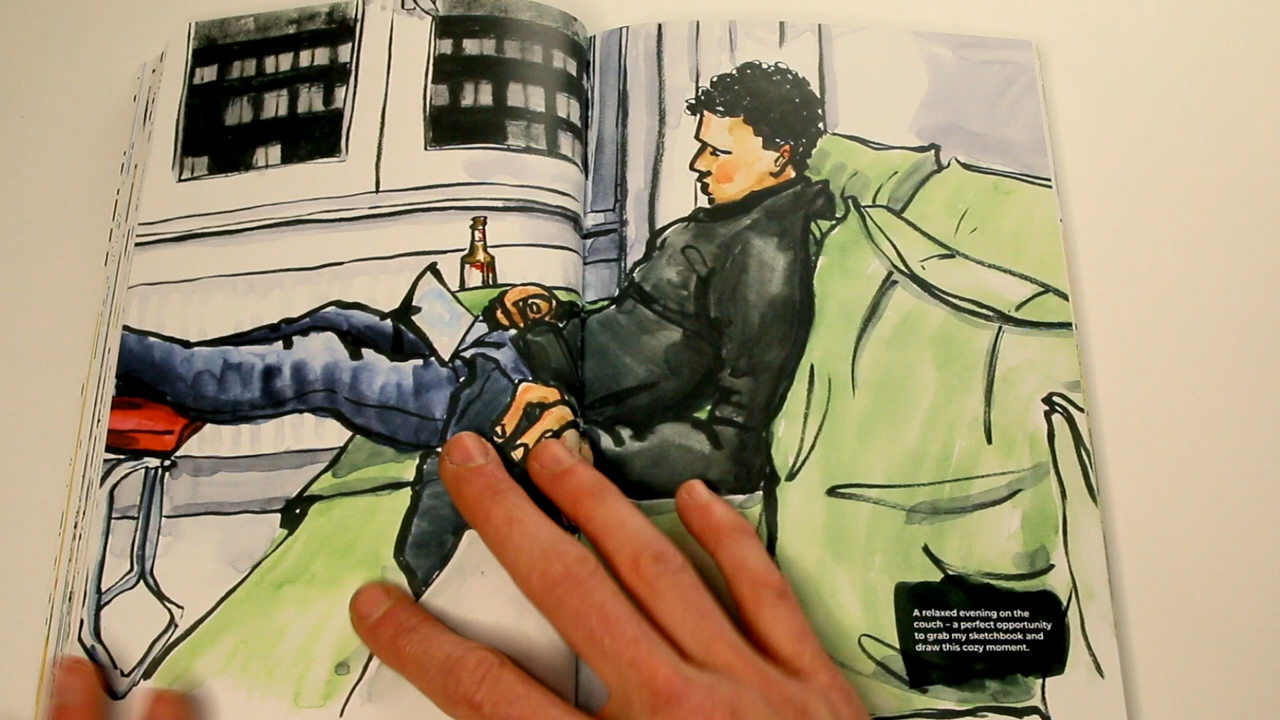 A relaxed evening on the
couch – a perfect opportunity
to grab my sketchbook and
draw this cozy moment.